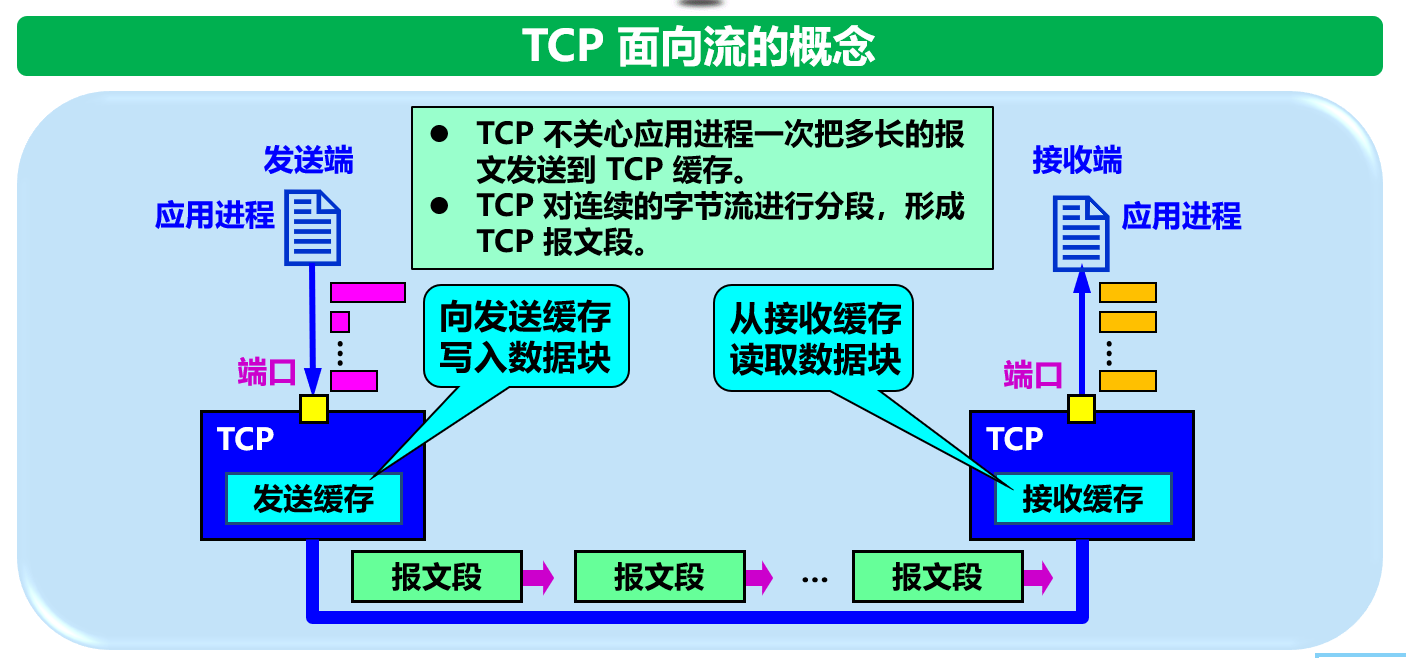 TCP 面向流的概念
● TCP 不关心应用进程一次把多长的报
文发送到 TCP 缓存。
● TCP 对连续的字节流进行分段，形成
TCP 报文段。
发送端
应用进程
接收端
应用进程
向发送缓存
写入数据块
从接收缓存
读取数据块
端口
端口
TCP
发送缓存
TCP
接收缓存
报文段
报文段
…
报文段